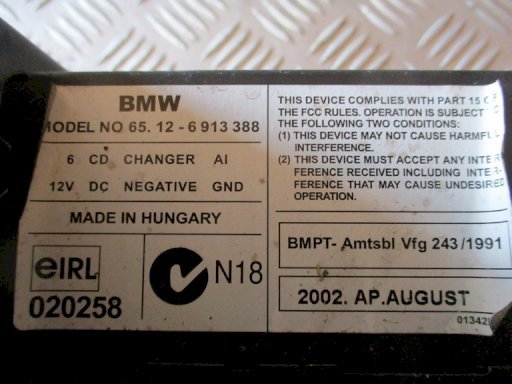 BMW
MODEL NO 65. 12 - 6 913 388
6 CD CHANGER AI
12V DC NEGATIVE GND
MADE IN HUNGARY
eIRL
020258
N18
THIS DEVICE COMPLIES WITH PART 15 OF
THE FCC RULES. OPERATION IS SUBJECT
THE FOLLOWING TWO CONDITIONS:
(1) THIS DEVICE MAY NOT CAUSE HARMFUL
INTERFERENCE.
(2) THIS DEVICE MUST ACCEPT ANY INTER-
FERENCE RECEIVED INCLUDING INTER-
FERENCE THAT MAY CAUSE UNDESIRED
OPERATION.
BMPT- Amtsbl Vfg 243 /1991
2002. AP.AUGUST